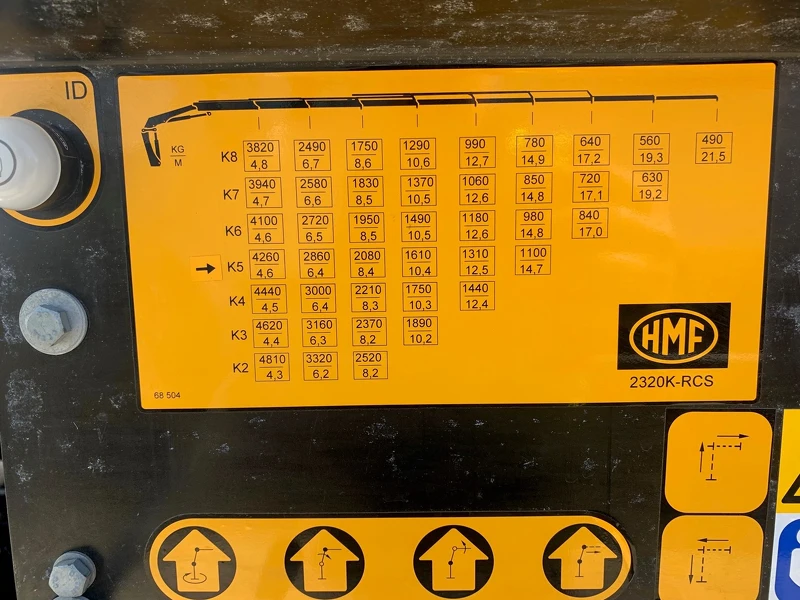 ID
KG
M
K8 3820 2490 1750 1290 990 780 640 560 490
4,8 6,7 8,6 10,6 12,7 14,9 17,2 19,3 21,5
K7 3940 2580 1830 1370 1060 850 720 630
4,7 6,6 8,5 10,5 12,6 14,8 17,1 19,2
K6 4100 2720 1950 1490 1180 980 840
4,6 6,5 8,5 10,5 12,6 14,8 17,0
K5 4260 2860 2080 1610 1310 1100
4,6 6,4 8,4 10,4 12,5 14,7
K4 4440 3000 2210 1750 1440
4,5 6,4 8,3 10,3 12,4
K3 4620 3160 2370 1890
4,4 6,3 8,2 10,2
K2 4810 3320 2520
4,3 6,2 8,2
HMF
2320K-RCS
68 504